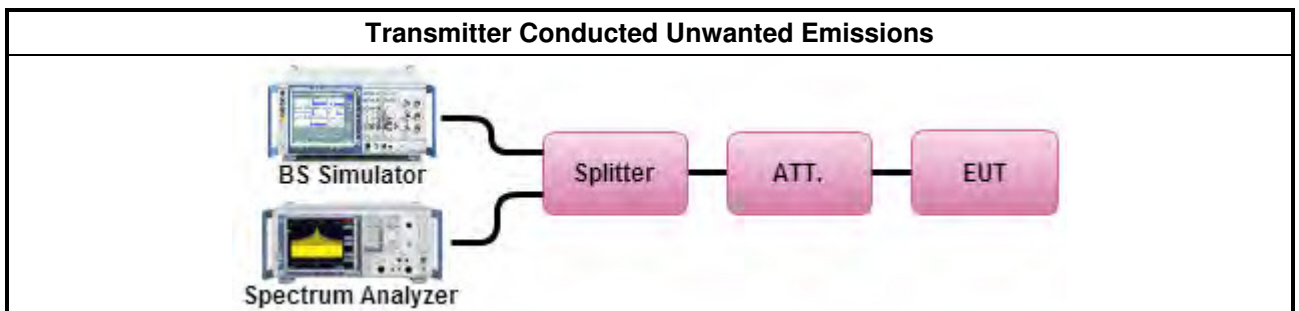 Transmitter Conducted Unwanted Emissions
BS Simulator
Splitter
ATT.
EUT
Spectrum Analyzer